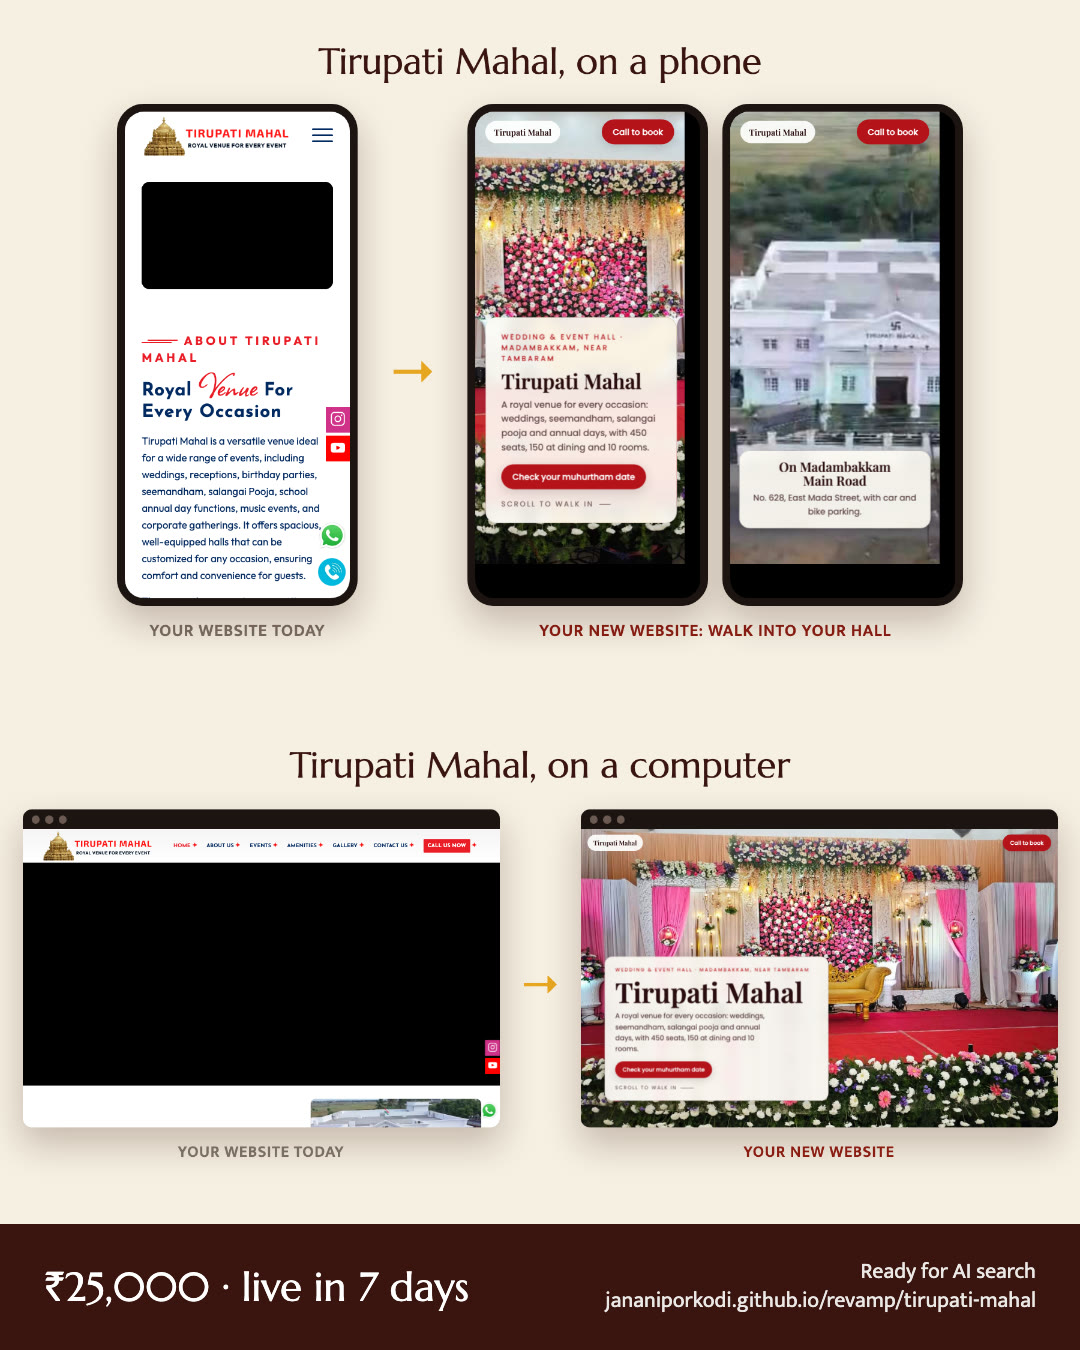 Tirupati Mahal, on a phone
TIRUPATI MAHAL
ROYAL VENUE FOR EVERY EVENT
ABOUT TIRUPATI
MAHAL
Royal Venue For
Every Occasion
Tirupati Mahal is a versatile venue ideal
for a wide range of events, including
weddings, receptions, birthday parties,
seemandham, salangai Pooja, school
annual day functions, music events, and
corporate gatherings. It offers spacious,
well-equipped halls that can be
customized for any occasion, ensuring
comfort and convenience for guests.
YOUR WEBSITE TODAY
Tirupati Mahal
Call to book
WEDDING & EVENT HALL ·
MADAMBAKKAM, NEAR
TAMBARAM
Tirupati Mahal
A royal venue for every occasion:
weddings, seemandham, salangai
pooja and annual days, with 450
seats, 150 at dining and 10 rooms.
Check your muhurtham date
SCROLL TO WALK IN
Tirupati Mahal
Call to book
TIRUPATI MAHAL
On Madambakkam
Main Road
No. 628, East Mada Street, with car and
bike parking.
YOUR NEW WEBSITE: WALK INTO YOUR HALL
Tirupati Mahal, on a computer
TIRUPATI MAHAL
ROYAL VENUE FOR EVERY EVENT
HOME + ABOUT US + EVENTS + AMENITIES + GALLERY + CONTACT US + CALL US NOW +
YOUR WEBSITE TODAY
Tirupati Mahal
Call to book
WEDDING & EVENT HALL · MADAMBAKKAM, NEAR TAMBARAM
Tirupati Mahal
A royal venue for every occasion: weddings,
seemandham, salangai pooja and annual
days, with 450 seats, 150 at dining and 10
rooms.
Check your muhurtham date
SCROLL TO WALK IN
YOUR NEW WEBSITE
₹25,000 · live in 7 days
Ready for AI search
jananiporkodi.github.io/revamp/tirupati-mahal